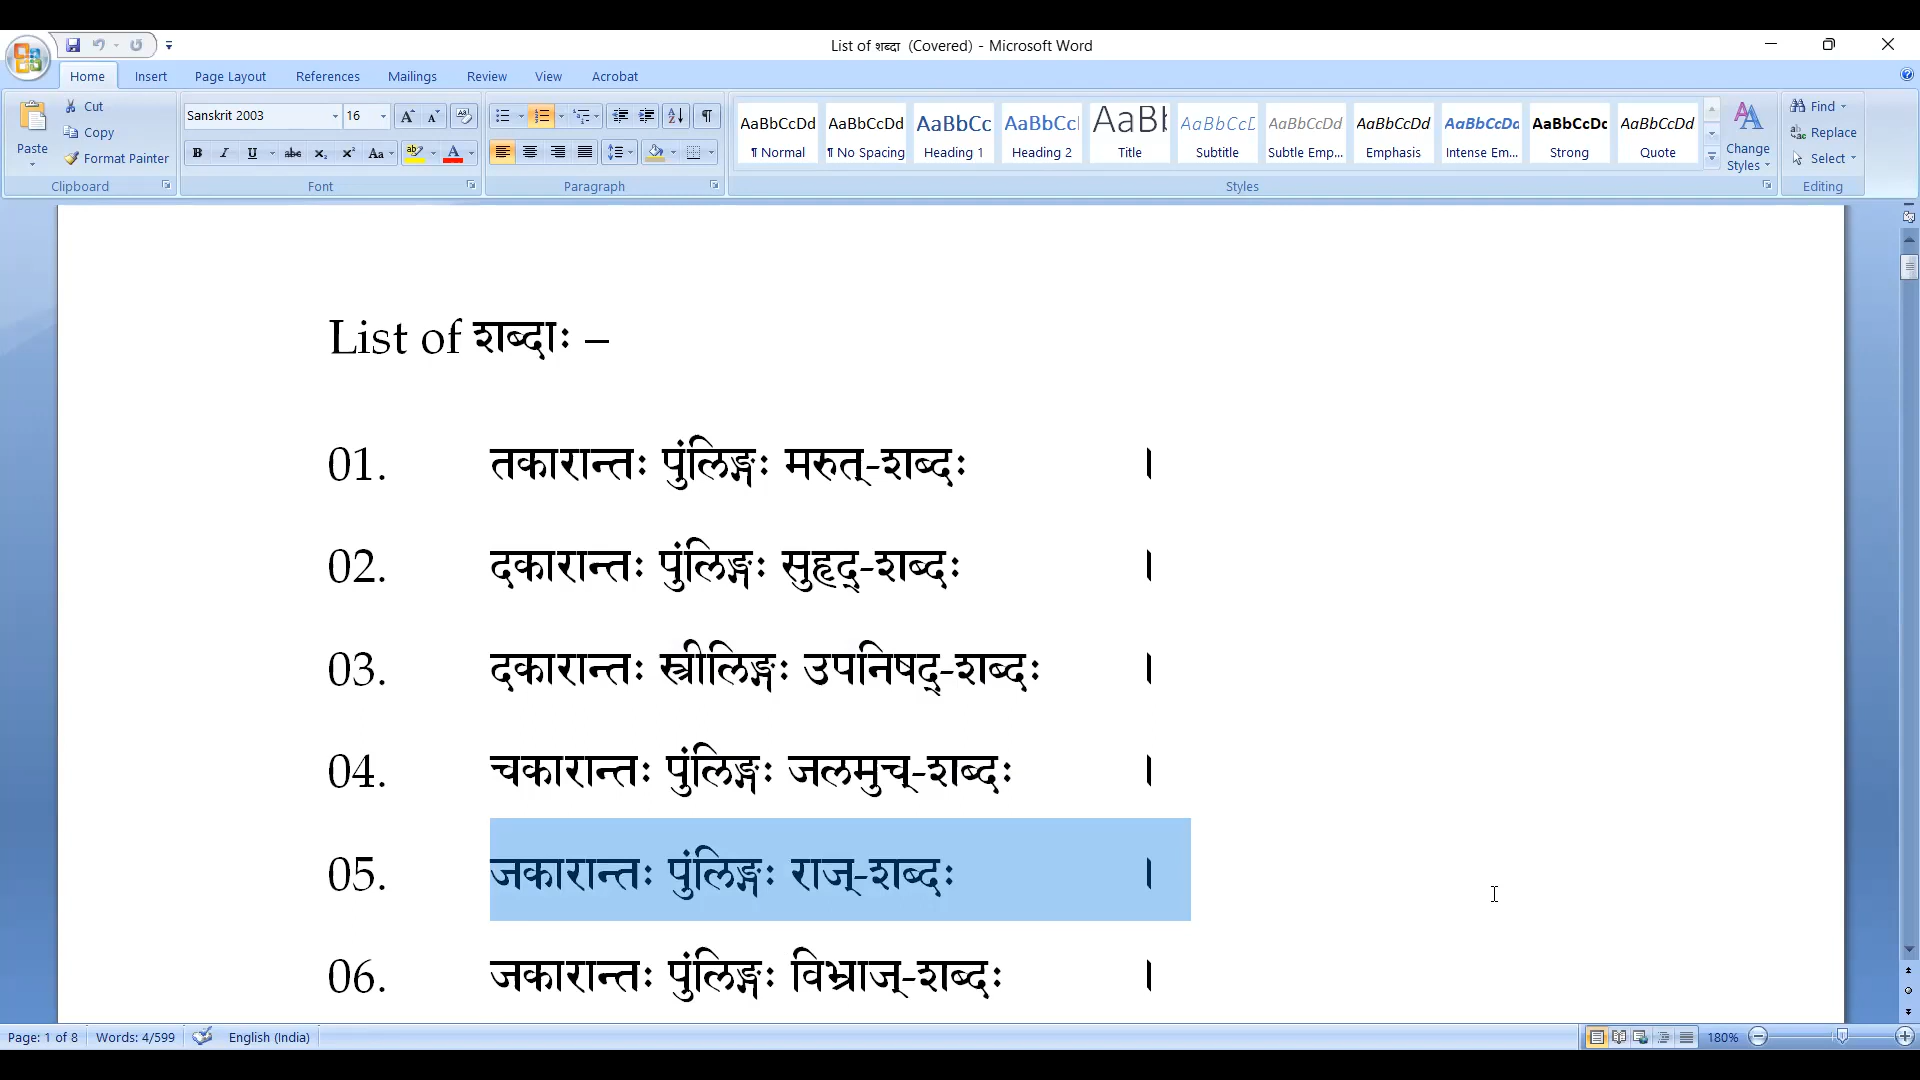 List of शब्दा (Covered) - Microsoft Word
Home Insert Page Layout References Mailings Review View Acrobat
Paste Cut Copy Format Painter
Sanskrit 2003 16
AaBbCcDd AaBbCcDd AaBbCc AaBbCcI AaBl AaBbCcD AaBbCcDd AaBbCcDd AaBbCcDd AaBbCcDd AaBbCcDd
¶ Normal ¶ No Spacing Heading 1 Heading 2 Title Subtitle Subtle Emp... Emphasis Intense Em... Strong Quote
Change Styles
Find Replace Select
Clipboard Font Paragraph Styles Editing
List of शब्दाः –
01. तकारान्तः पुंलिङ्गः मरुत्-शब्दः ।
02. दकारान्तः पुंलिङ्गः सुहृद्-शब्दः ।
03. दकारान्तः स्त्रीलिङ्गः उपनिषद्-शब्दः ।
04. चकारान्तः पुंलिङ्गः जलमुच्-शब्दः ।
05. जकारान्तः पुंलिङ्गः राज्-शब्दः ।
06. जकारान्तः पुंलिङ्गः विभ्राज्-शब्दः ।
Page: 1 of 8 Words: 4/599 English (India) 180%